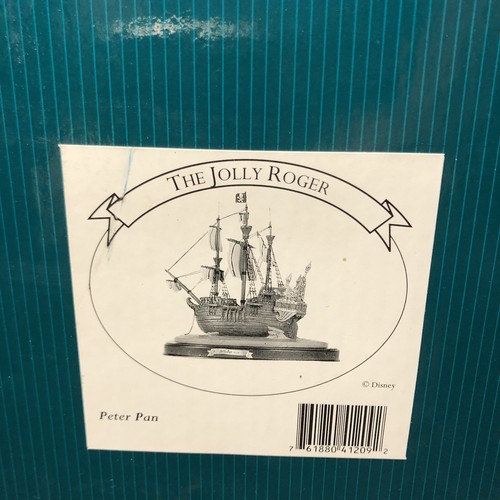 THE JOLLY ROGER
© Disney
Peter Pan
7 61880 41209 2